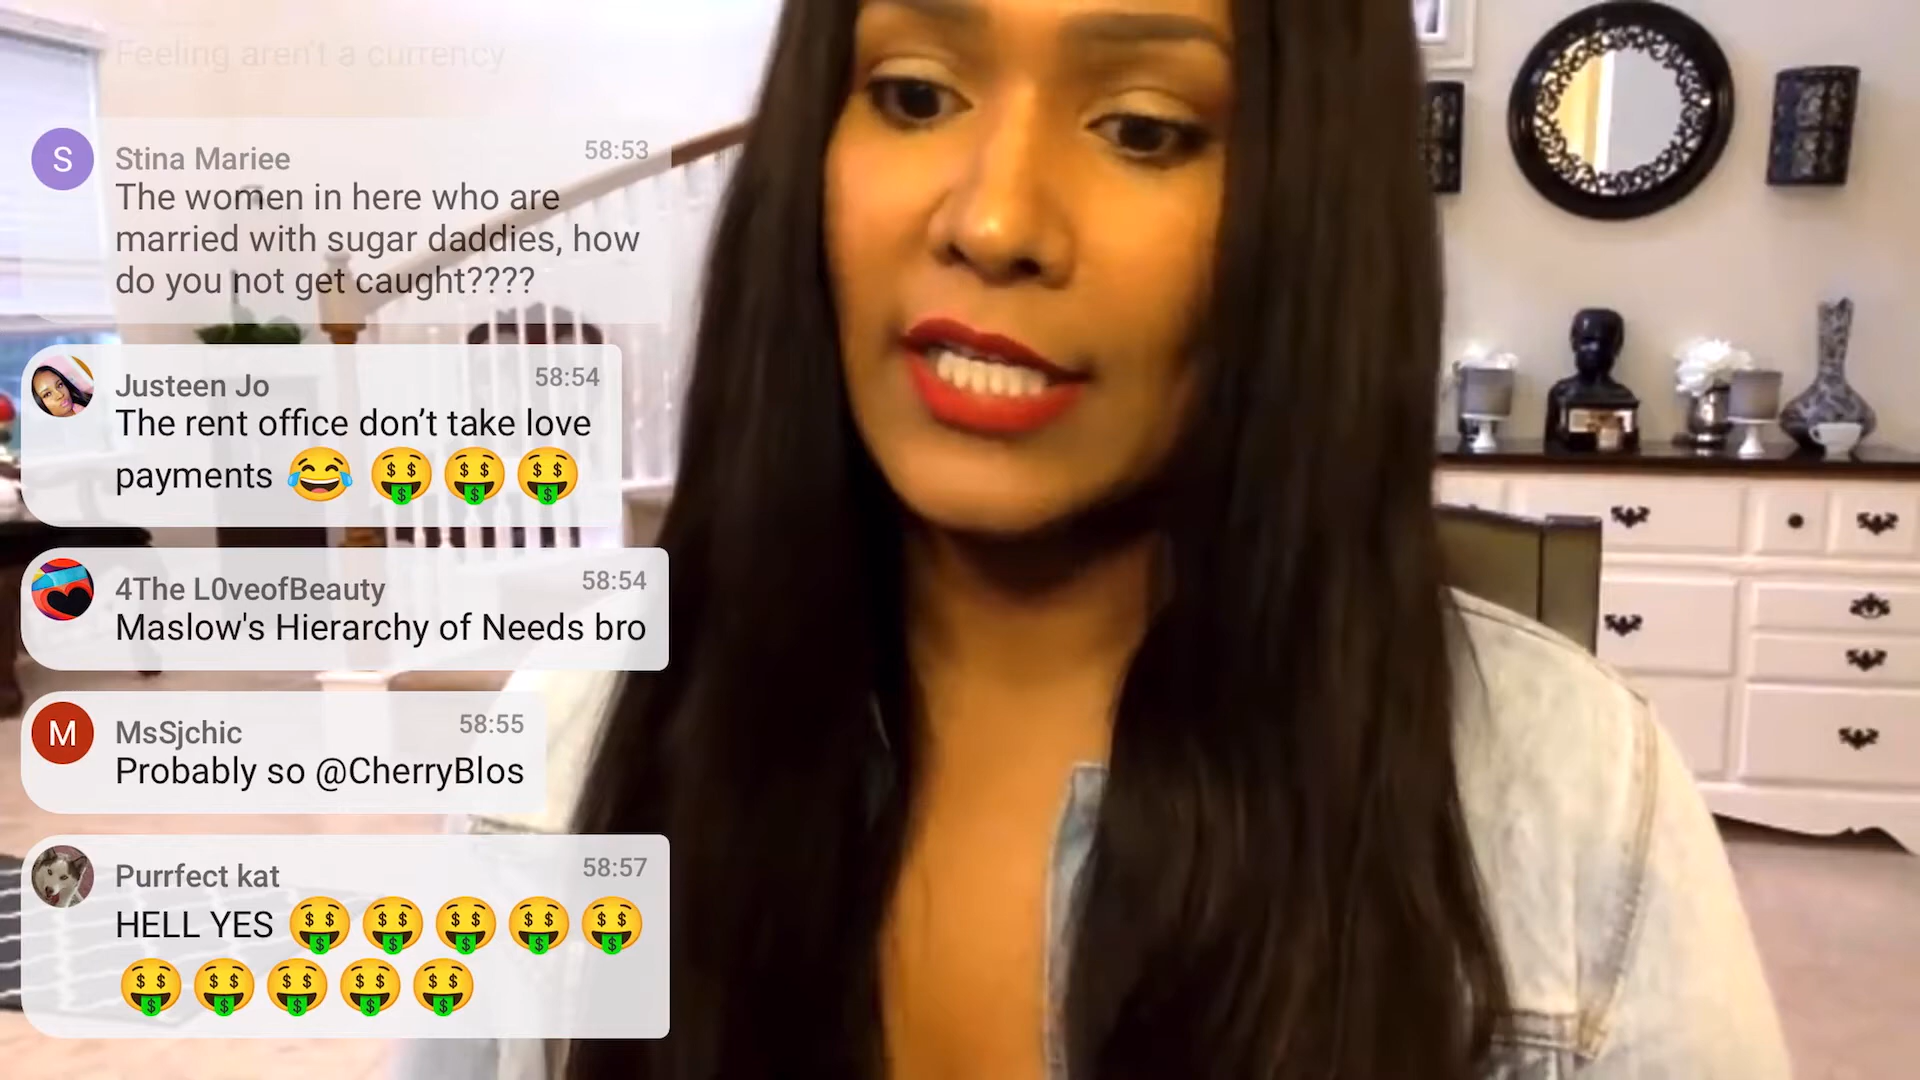 Feeling aren't a currency
S
Stina Mariee
58:53
The women in here who are
married with sugar daddies, how
do you not get caught????
Justeen Jo
58:54
The rent office don't take love
payments 😂 🤑 🤑 🤑
4The L0veofBeauty
58:54
Maslow's Hierarchy of Needs bro
M
MsSjchic
58:55
Probably so @CherryBlos
Purrfect kat
58:57
HELL YES 🤑 🤑 🤑 🤑 🤑
🤑 🤑 🤑 🤑 🤑